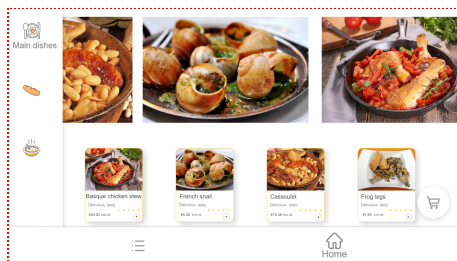 Main dishes
Basque chicken stew
Delicious, tasty
French snail
Delicious, tasty
Cassoulet
Delicious, tasty
Frog legs
Delicious, tasty
Home